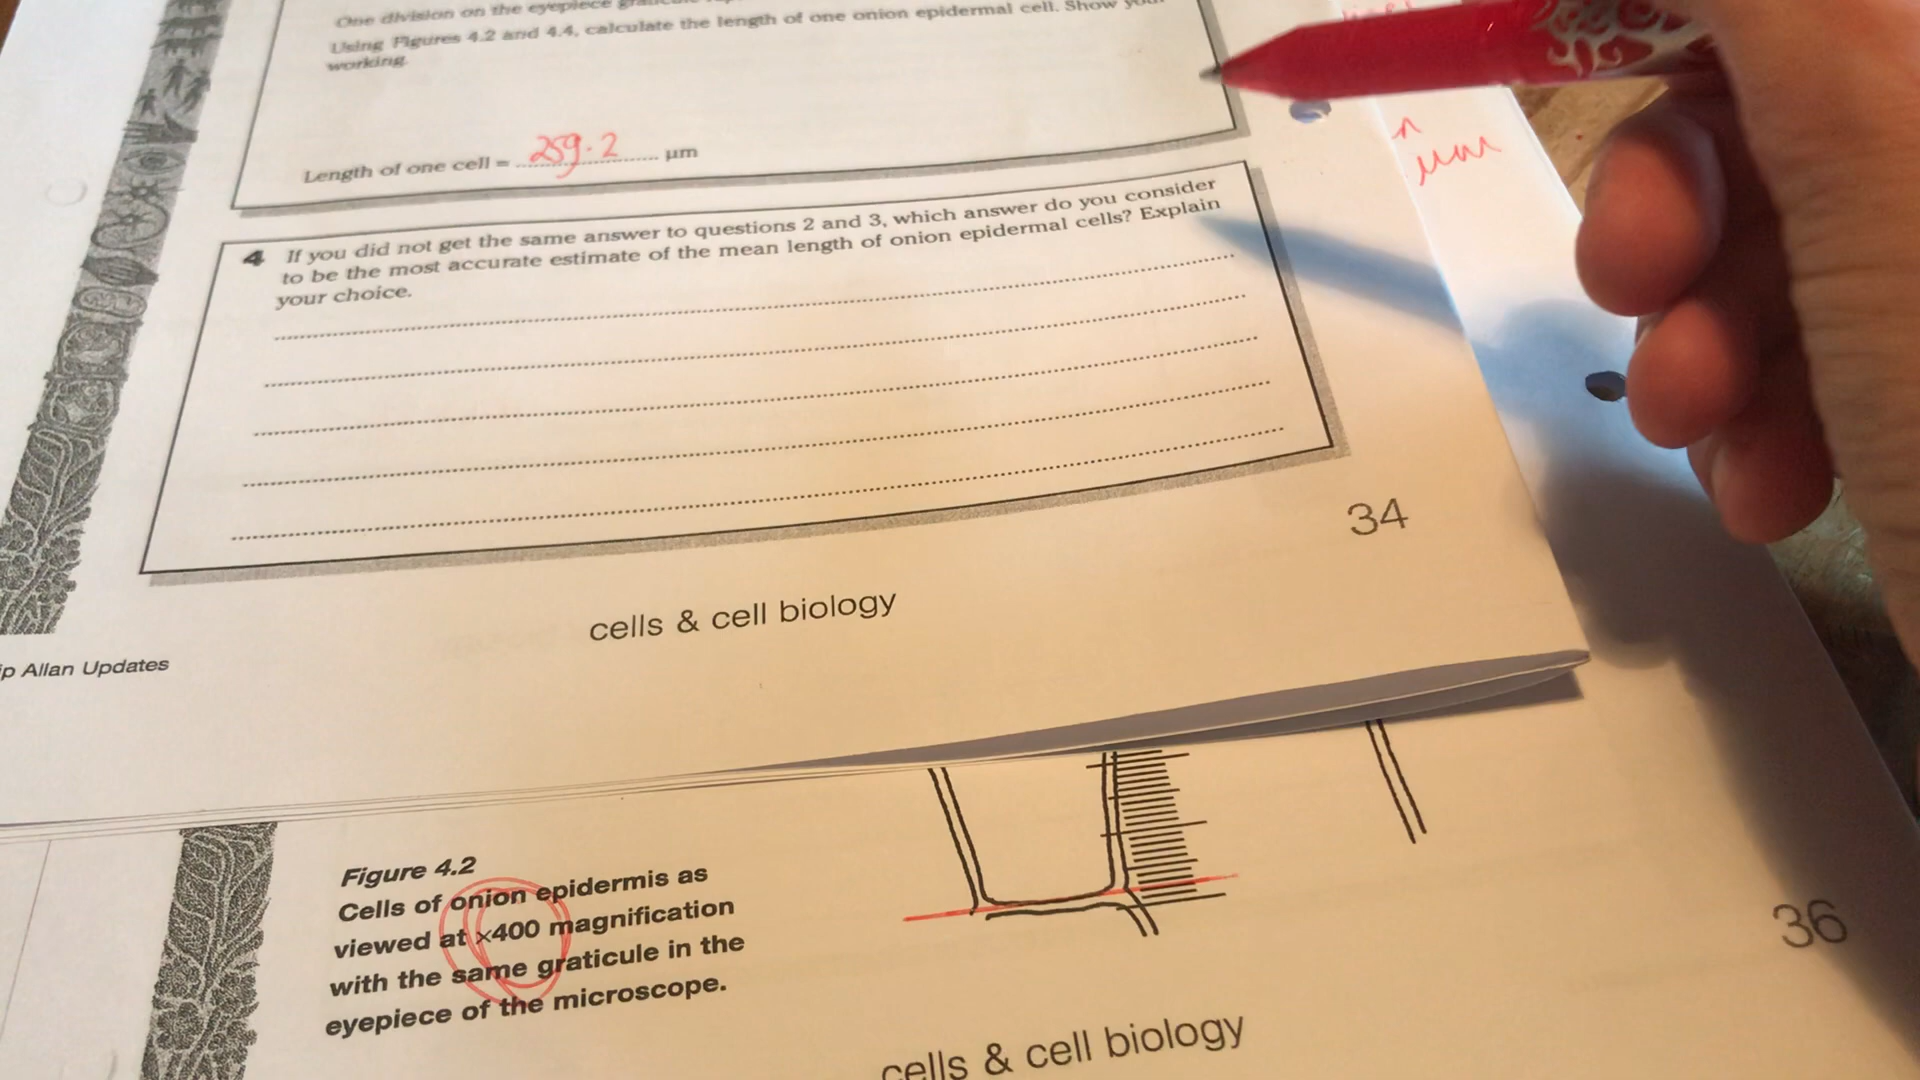 One division on the eyepiece
Using Figures 4.2 and 4.4, calculate the length of one onion epidermal cell. Show
working.
Length of one cell = 259.2 µm
4 If you did not get the same answer to questions 2 and 3, which answer do you consider
to be the most accurate estimate of the mean length of onion epidermal cells? Explain
your choice.
34
cells & cell biology
p Allan Updates
Figure 4.2
Cells of onion epidermis as
viewed at ×400 magnification
with the same graticule in the
eyepiece of the microscope.
36
cells & cell biology